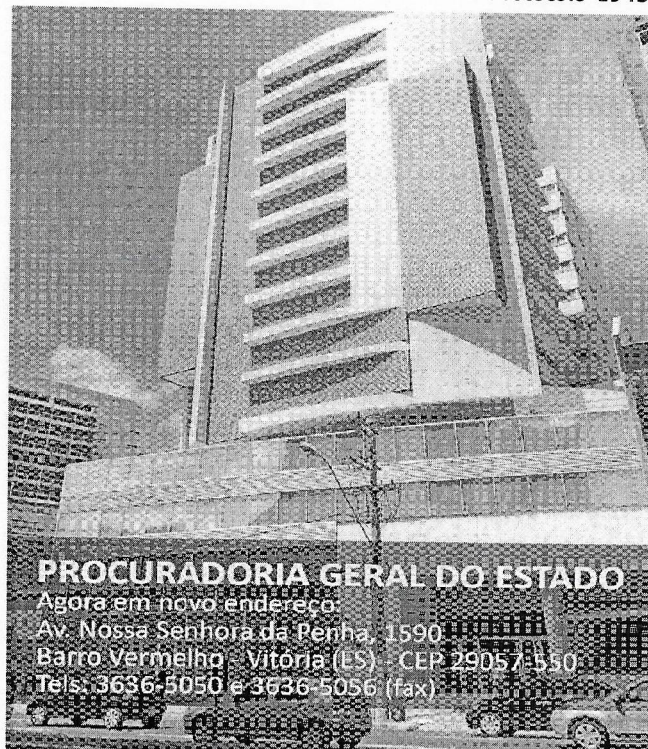 PROCURADORIA GERAL DO ESTADO
Agora em novo endereço:
Av. Nossa Senhora da Penha, 1590
Barro Vermelho - Vitória (ES) - CEP 29057-550
Tels: 3636-5050 e 3636-5056 (fax)